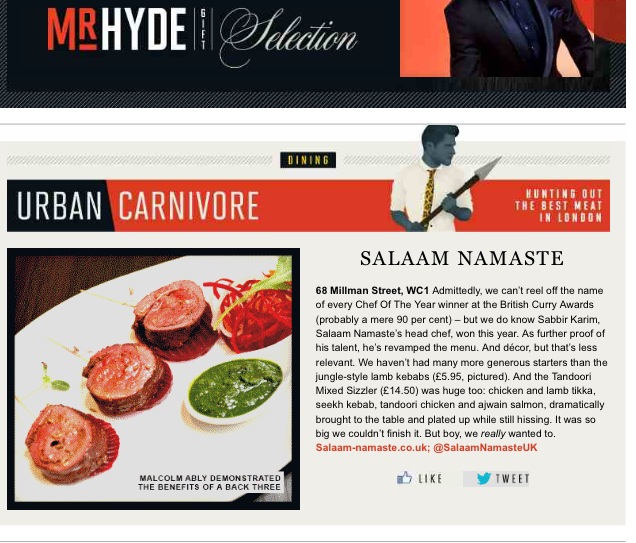 MR HYDE GIFT Selection
DINING
URBAN CARNIVORE
HUNTING OUT
THE BEST MEAT
IN LONDON
SALAAM NAMASTE
68 Millman Street, WC1 Admittedly, we can't reel off the name
of every Chef Of The Year winner at the British Curry Awards
(probably a mere 90 per cent) – but we do know Sabbir Karim,
Salaam Namaste's head chef, won this year. As further proof of
his talent, he's revamped the menu. And décor, but that's less
relevant. We haven't had many more generous starters than the
jungle-style lamb kebabs (£5.95, pictured). And the Tandoori
Mixed Sizzler (£14.50) was huge too: chicken and lamb tikka,
seekh kebab, tandoori chicken and ajwain salmon, dramatically
brought to the table and plated up while still hissing. It was so
big we couldn't finish it. But boy, we really wanted to.
Salaam-namaste.co.uk; @SalaamNamasteUK
MALCOLM ABLY DEMONSTRATED
THE BENEFITS OF A BACK THREE
LIKE
TWEET